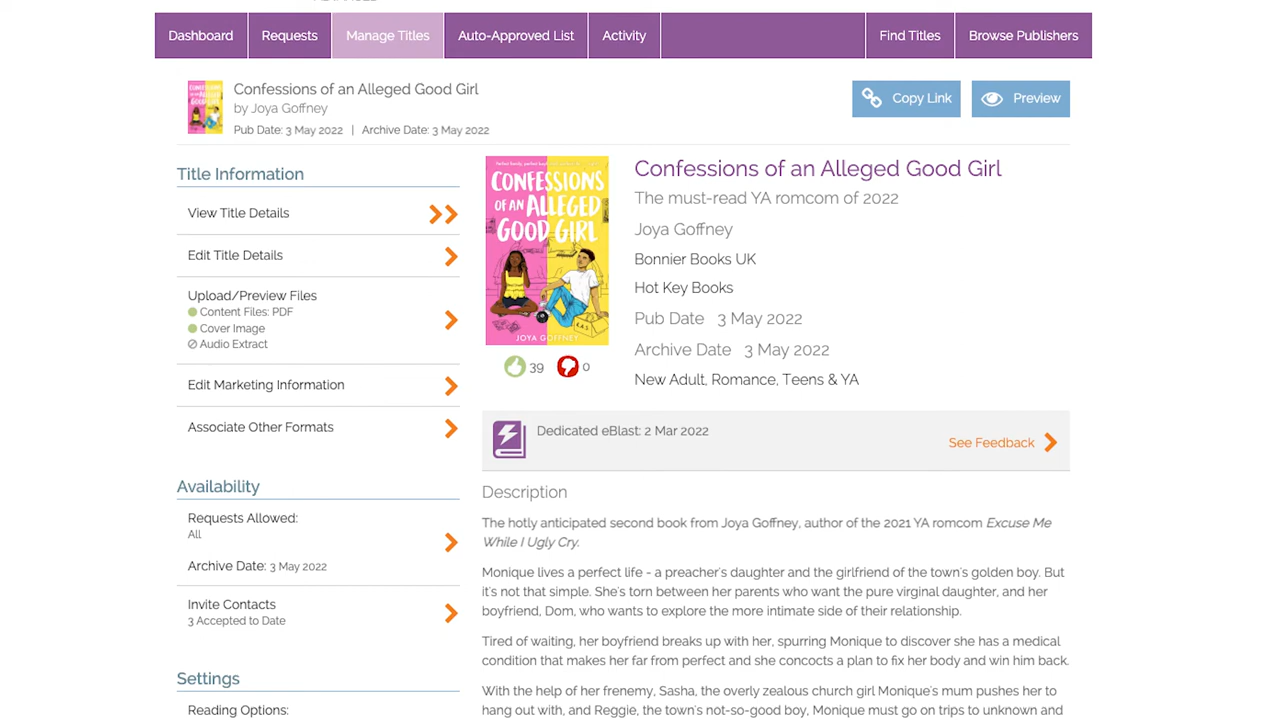 Dashboard
Requests
Manage Titles
Auto-Approved List
Activity
Find Titles
Browse Publishers
Confessions of an Alleged Good Girl
by Joya Goffney
Pub Date: 3 May 2022 | Archive Date: 3 May 2022
Copy Link
Preview
Title Information
View Title Details
Edit Title Details
Upload/Preview Files
Content Files: PDF
Cover Image
Audio Extract
Edit Marketing Information
Associate Other Formats
Availability
Requests Allowed:
All
Archive Date: 3 May 2022
Invite Contacts
3 Accepted to Date
Settings
Reading Options:
CONFESSIONS
OF AN ALLEGED
GOOD GIRL
JOYA GOFFNEY
39
0
Confessions of an Alleged Good Girl
The must-read YA romcom of 2022
Joya Goffney
Bonnier Books UK
Hot Key Books
Pub Date 3 May 2022
Archive Date 3 May 2022
New Adult, Romance, Teens & YA
Dedicated eBlast: 2 Mar 2022
See Feedback
Description
The hotly anticipated second book from Joya Goffney, author of the 2021 YA romcom Excuse Me
While I Ugly Cry.
Monique lives a perfect life - a preacher's daughter and the girlfriend of the town's golden boy. But
it's not that simple. She's torn between her parents who want the pure virginal daughter, and her
boyfriend, Dom, who wants to explore the more intimate side of their relationship.
Tired of waiting, her boyfriend breaks up with her, spurring Monique to discover she has a medical
condition that makes her far from perfect and she concocts a plan to fix her body and win him back.
With the help of her frenemy, Sasha, the overly zealous church girl Monique's mum pushes her to
hang out with, and Reggie, the town's not-so-good boy, Monique must go on trips to unknown and